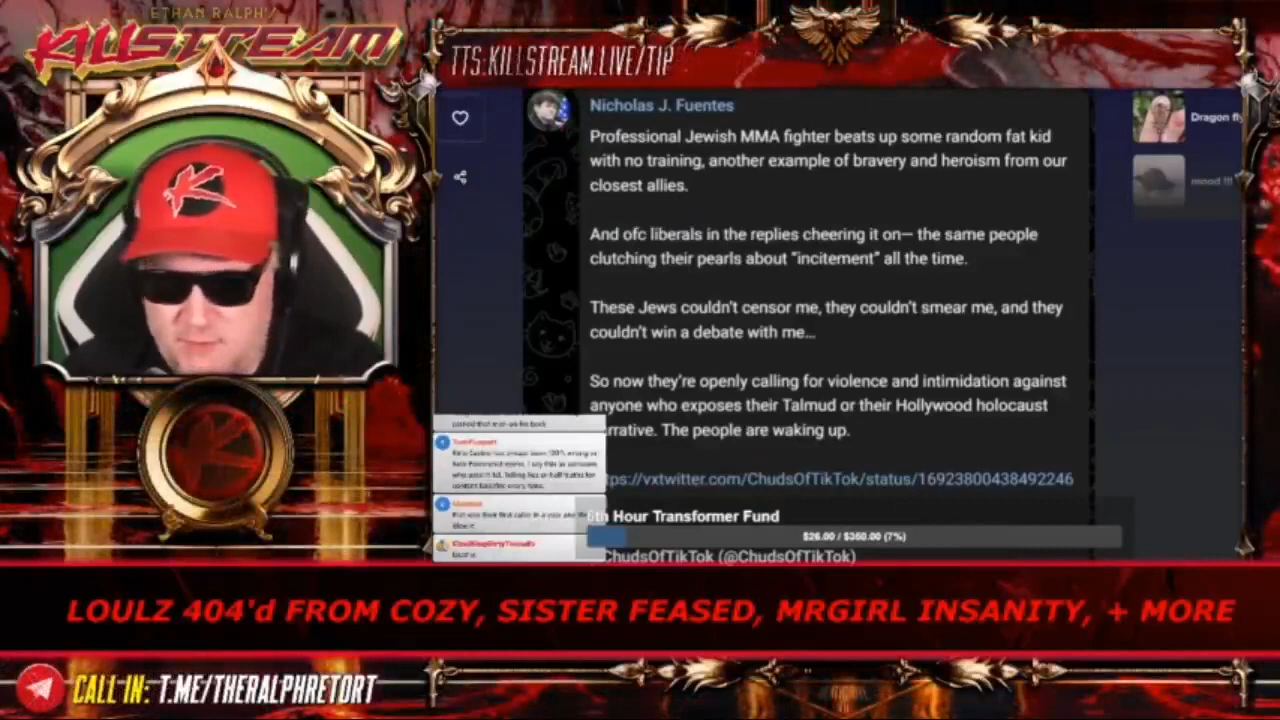 ETHAN RALPH'S
KILLSTREAM
TTS:KILLSTREAM.LIVE/TIP
Nicholas J. Fuentes
Professional Jewish MMA fighter beats up some random fat kid
with no training, another example of bravery and heroism from our
closest allies.
And ofc liberals in the replies cheering it on— the same people
clutching their pearls about "incitement" all the time.
These Jews couldn't censor me, they couldn't smear me, and they
couldn't win a debate with me...
So now they're openly calling for violence and intimidation against
anyone who exposes their Talmud or their Hollywood holocaust
rrative. The people are waking up.
tps://vxtwitter.com/ChudsOfTikTok/status/16923800438492246
6th Hour Transformer Fund
$26.00 / $350.00 (7%)
ChudsOfTikTok (@ChudsOfTikTok)
Dragon fl
mood !!!
LOULZ 404'd FROM COZY, SISTER FEASED, MRGIRL INSANITY, + MORE
CALL IN: T.ME/THERALPHRETORT